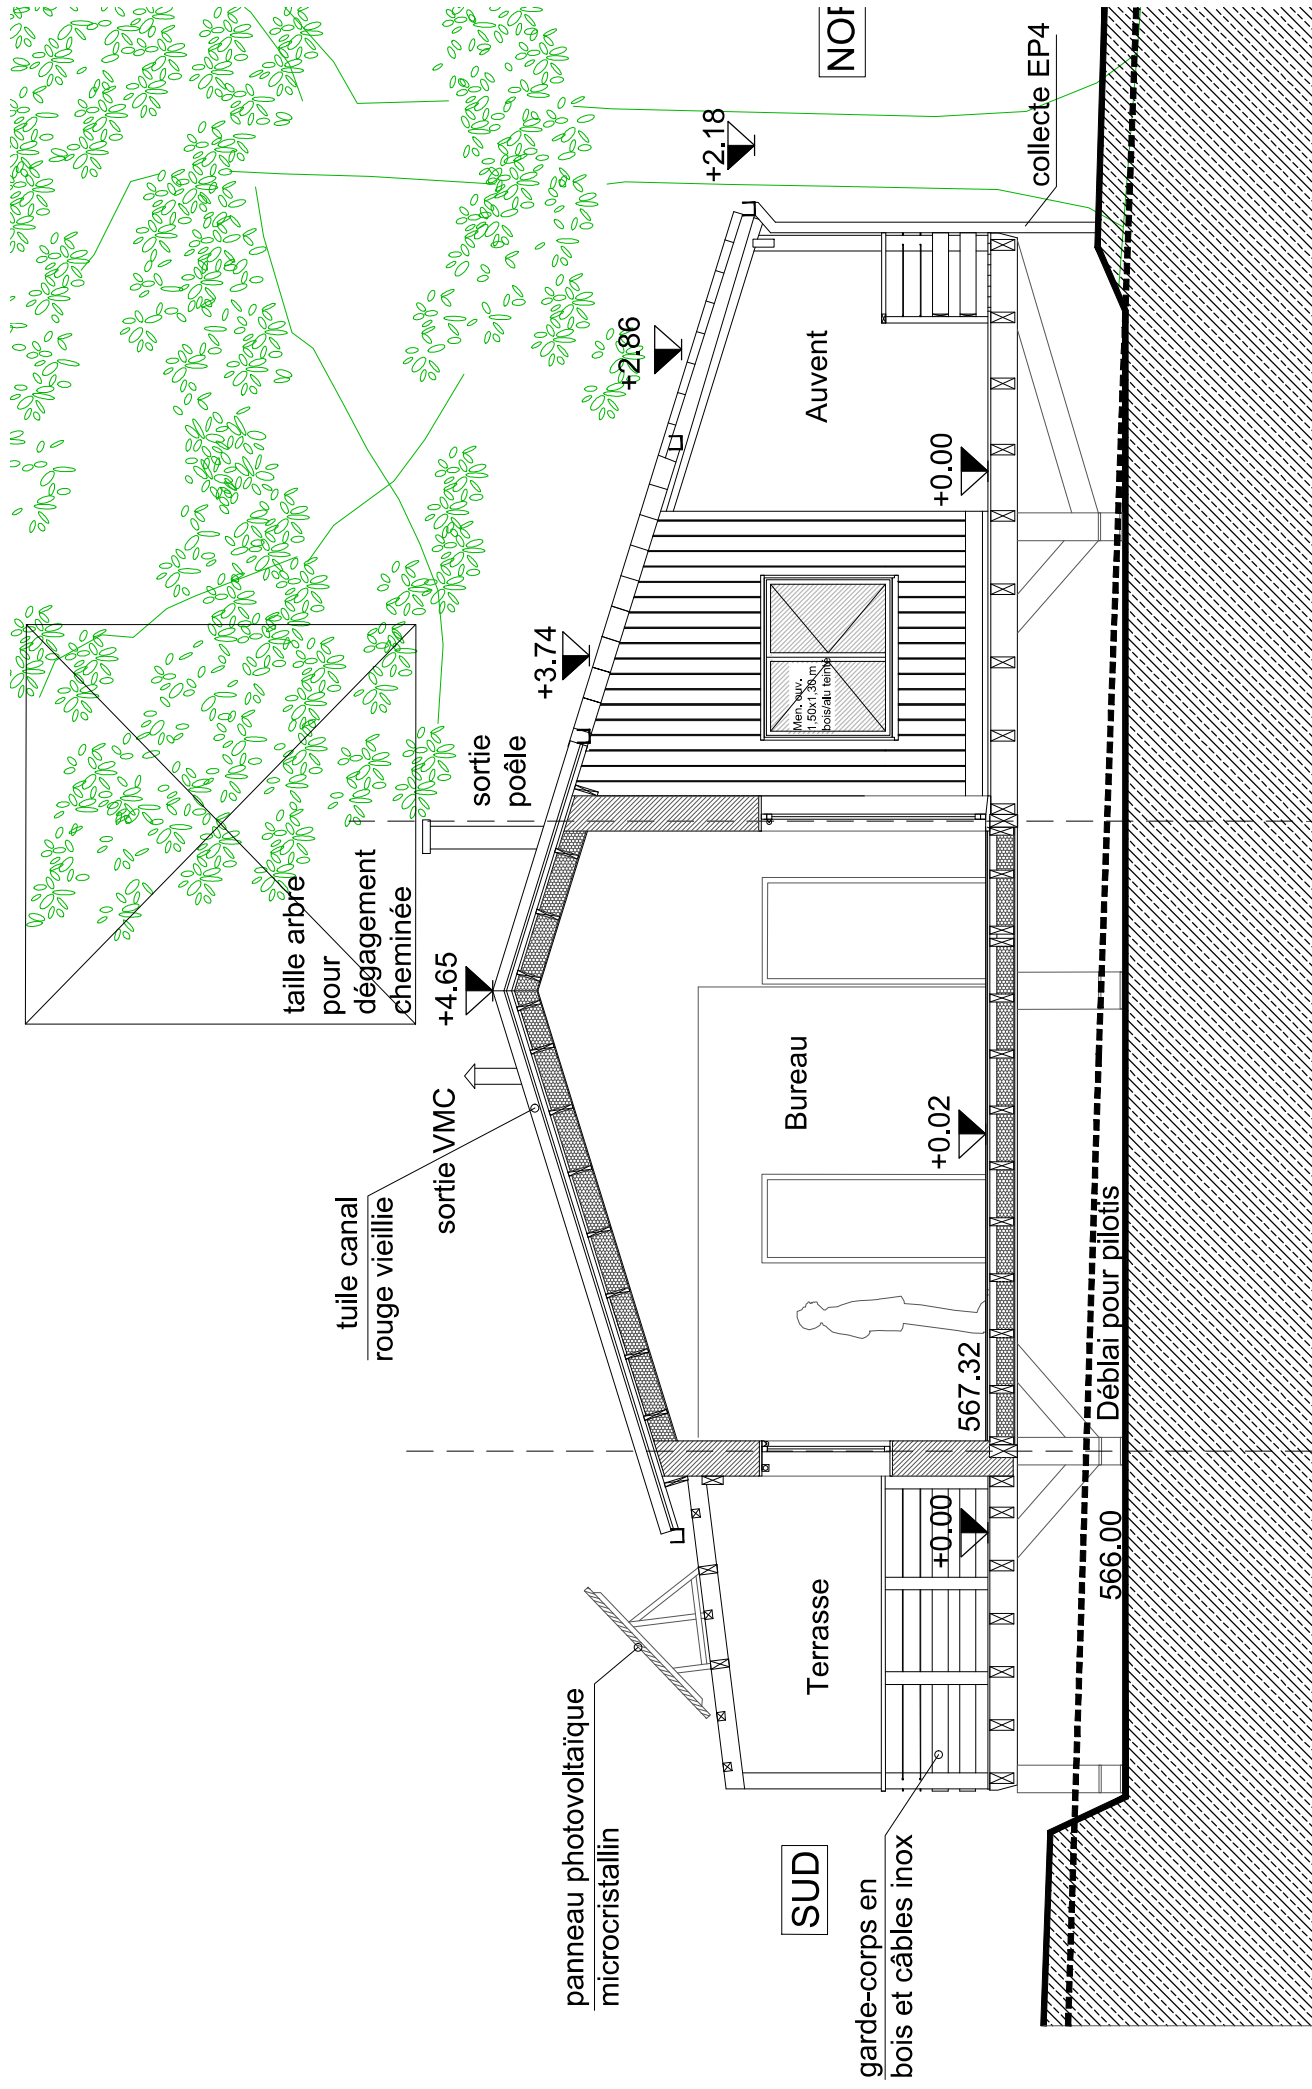 taille arbre
pour
dégagement
cheminée
sortie
poêle
tuile canal
rouge vieillie
sortie VMC
+4.65
+3.74
+2.86
+2.18
panneau photovoltaïque
microcristallin
Terrasse
Bureau
Auvent
Men. ouv.
1,50x1,30 m
bois/alu teinté
+0.00
+0.02
+0.00
567.32
SUD
NOR
garde-corps en
bois et câbles inox
566.00
Déblai pour pilotis
collecte EP4